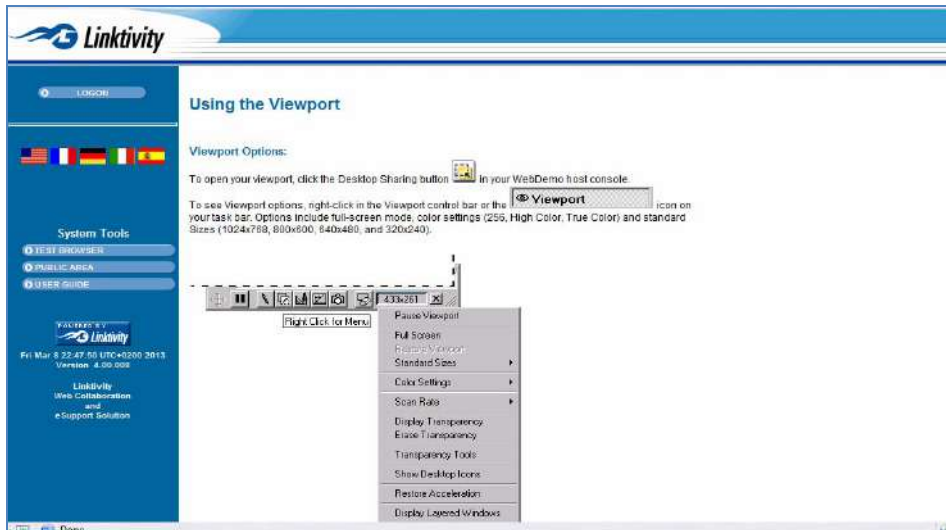 Linktivity
LOGON
Using the Viewport
Viewport Options:
To open your viewport, click the Desktop Sharing button in your WebDemo host console.
To see Viewport options, right-click in the Viewport control bar or the Viewport icon on
your task bar. Options include full-screen mode, color settings (256, High Color, True Color) and standard
Sizes (1024x768, 800x600, 640x480, and 320x240).
System Tools
TEST BROWSER
PUBLIC AREA
USER GUIDE
POWERED BY
Linktivity
Fri Mar 8 22:47:50 UTC+0200 2013
Version 4.00.008
Linktivity
Web Collaboration
and
eSupport Solution
433x261
Right Click for Menu
Pause Viewport
Full Screen
Restore Viewport
Standard Sizes
Color Settings
Scan Rate
Display Transparency
Erase Transparency
Transparency Tools
Show Desktop Icons
Restore Acceleration
Display Layered Windows
Done